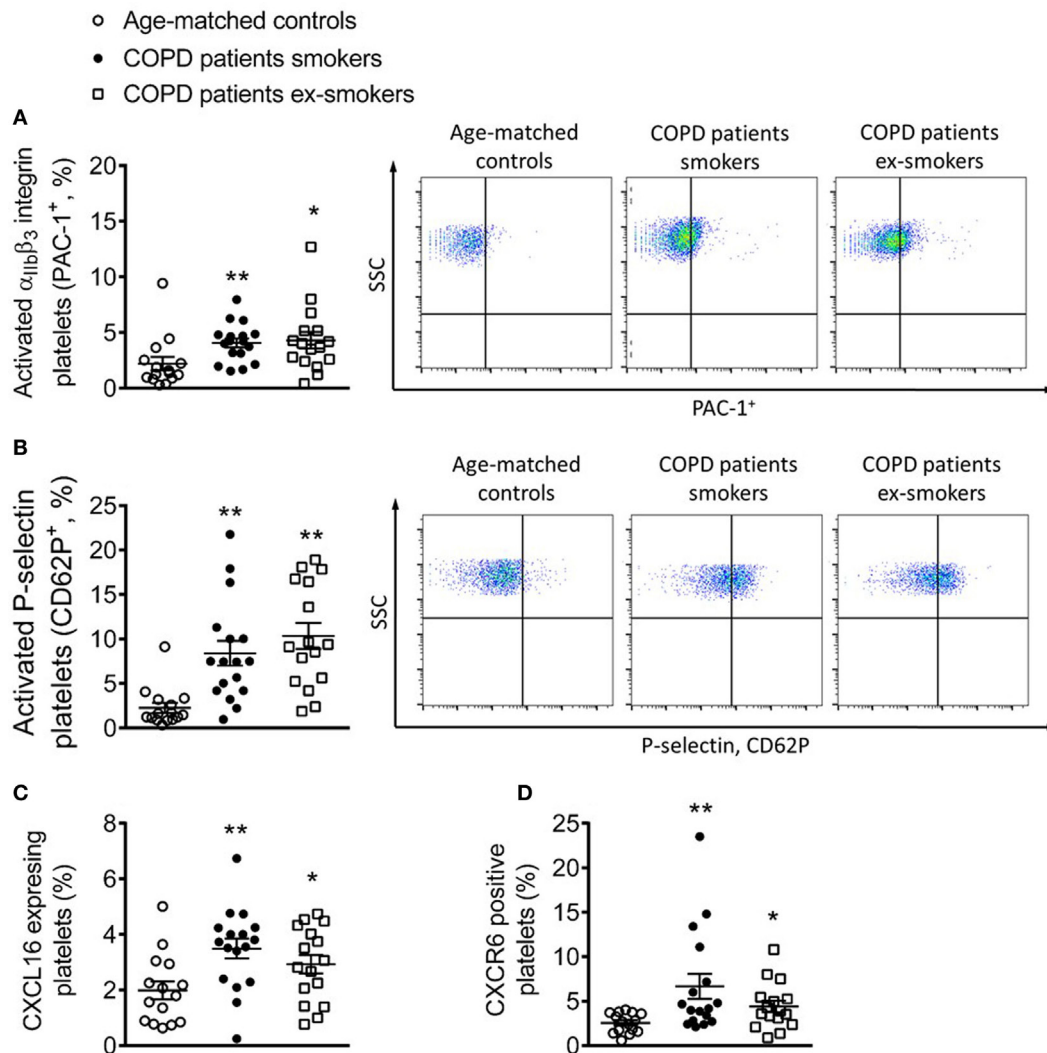 Age-matched controls
COPD patients smokers
COPD patients ex-smokers
A
Activated αIIbβ3 integrin
platelets (PAC-1+, %)
20
15
10
5
0
**
*
Age-matched
controls
COPD patients
smokers
COPD patients
ex-smokers
SSC
PAC-1+
B
Activated P-selectin
platelets (CD62P+, %)
25
20
15
10
5
0
**
**
Age-matched
controls
COPD patients
smokers
COPD patients
ex-smokers
SSC
P-selectin, CD62P
C
CXCL16 expresing
platelets (%)
8
6
4
2
0
**
*
D
CXCR6 positive
platelets (%)
25
20
15
10
5
0
**
*